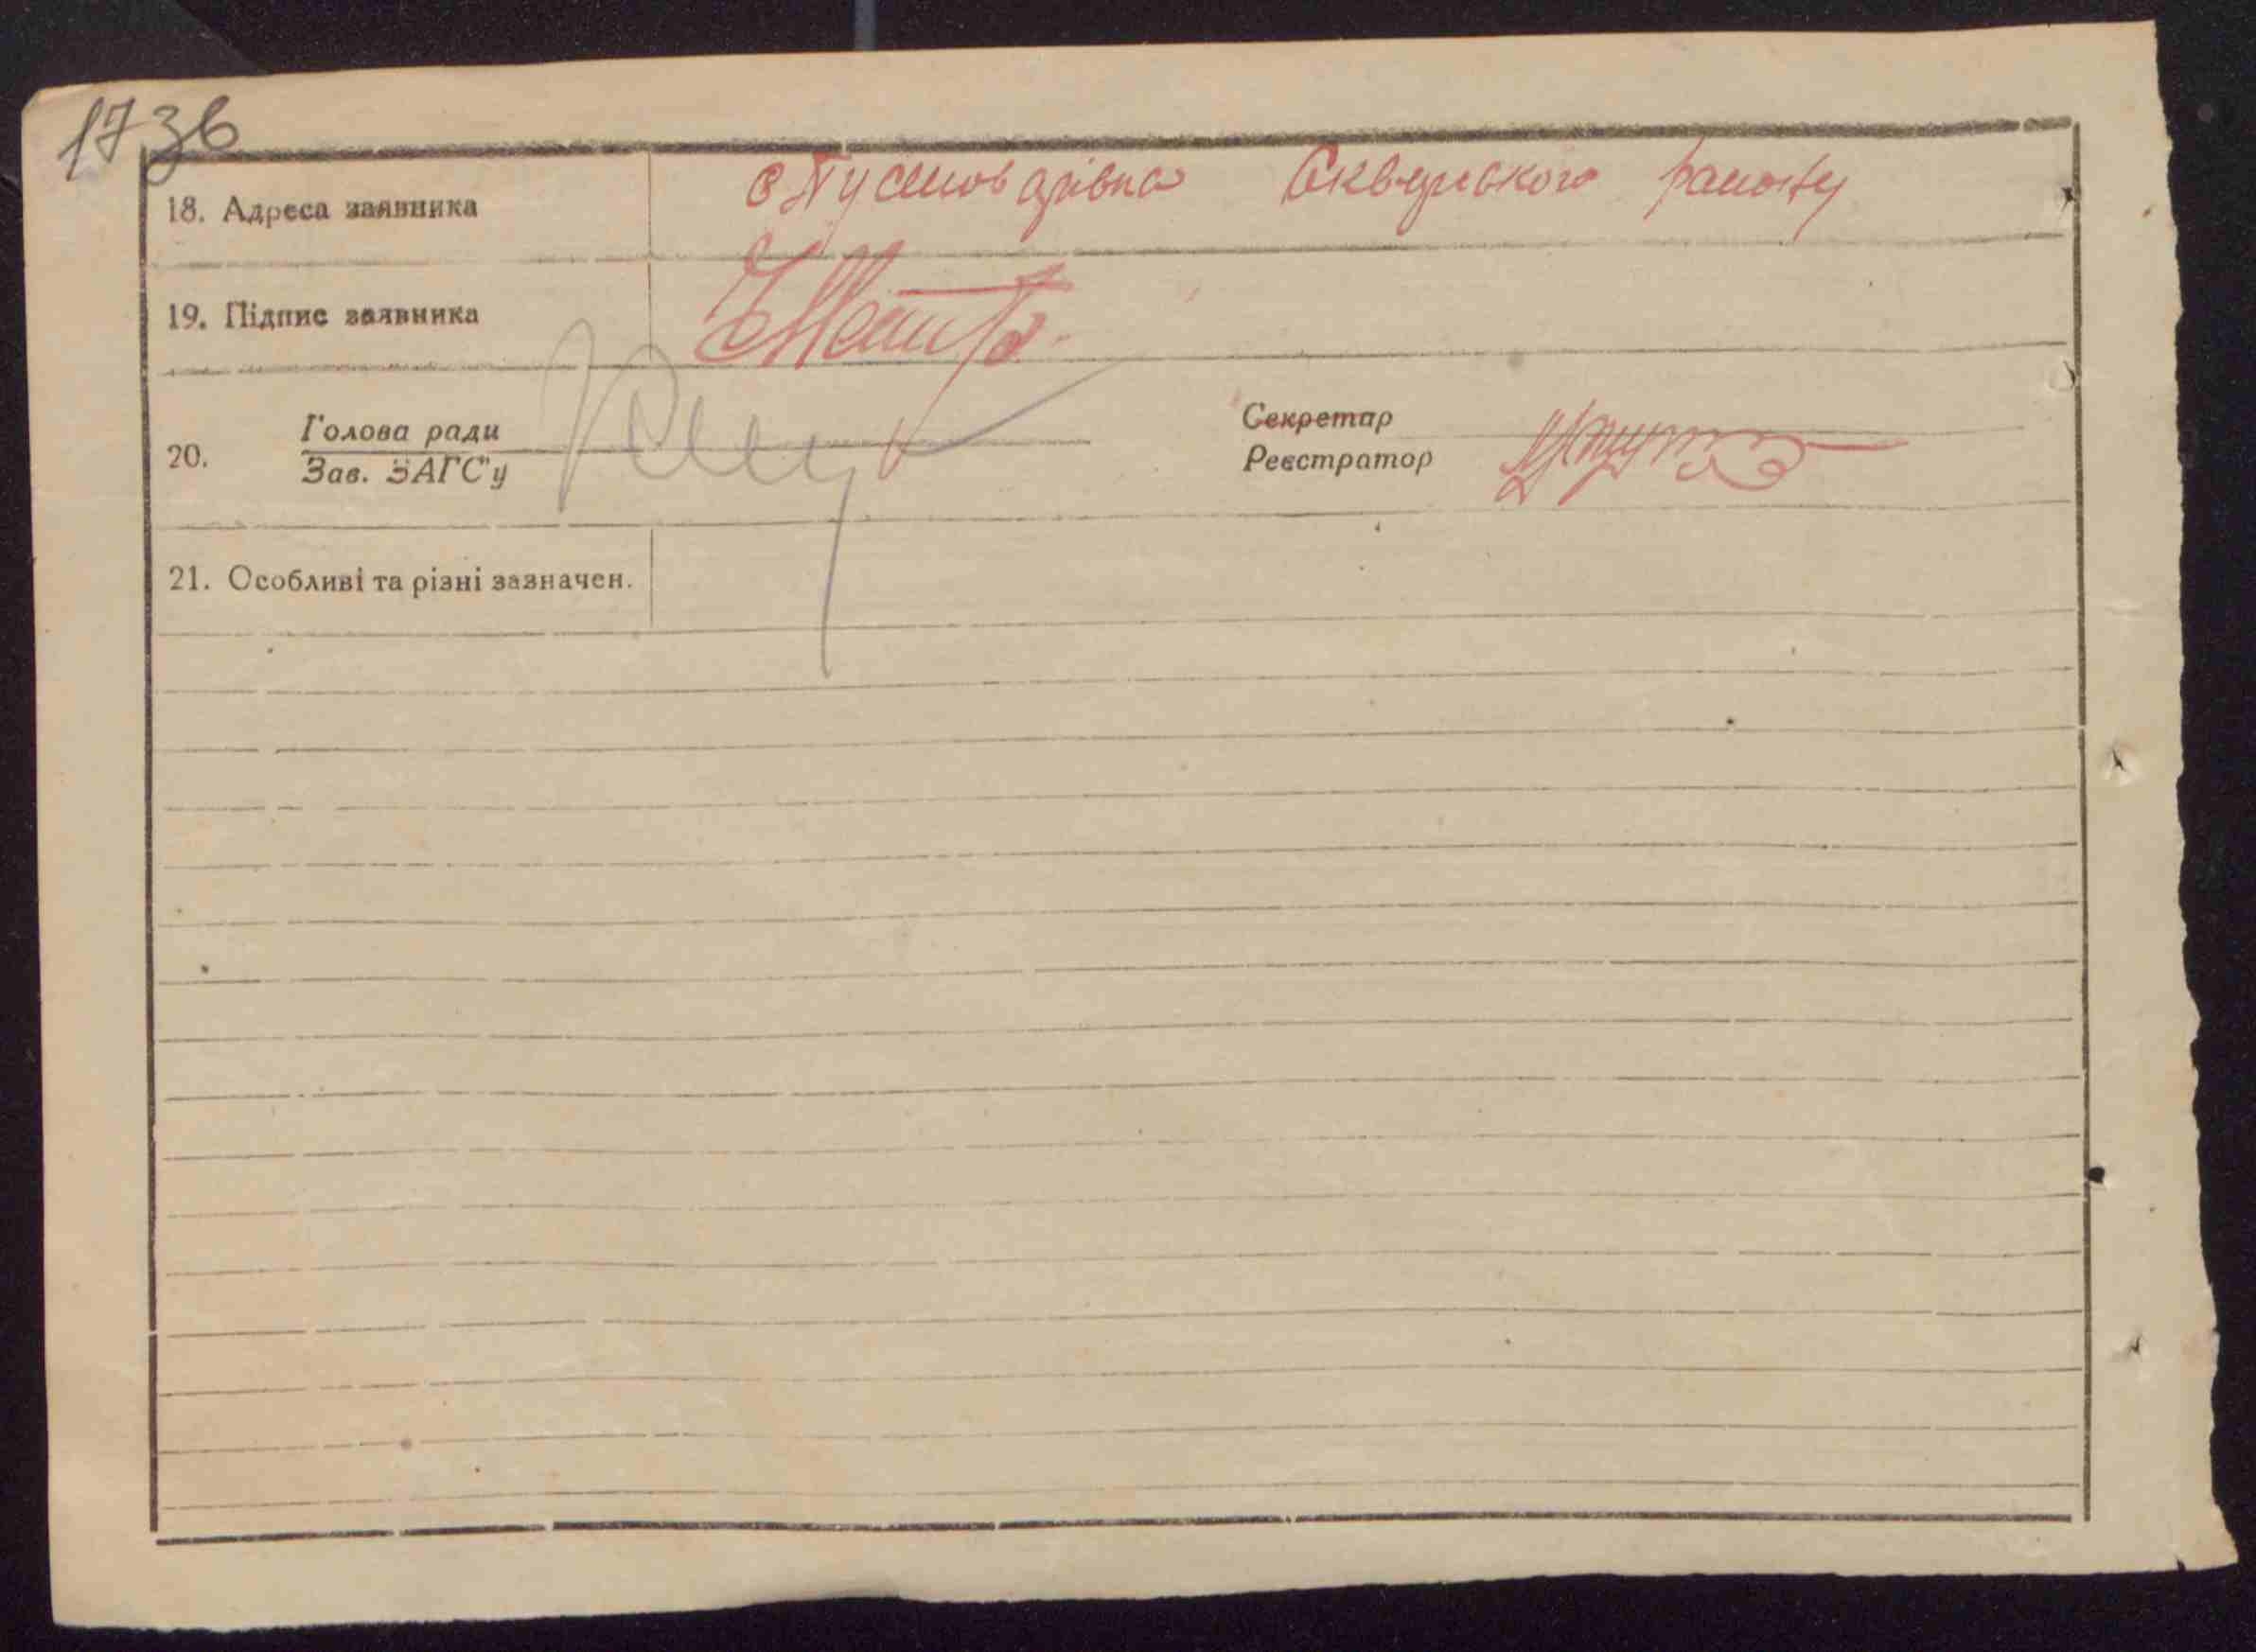 173б
18. Адреса заявника с Пустоварівка Сквирського району
19. Підпис заявника
20. Голова ради
Зав. ЗАГС'у
Секретар
Реєстратор
21. Особливі та різні зазначен.